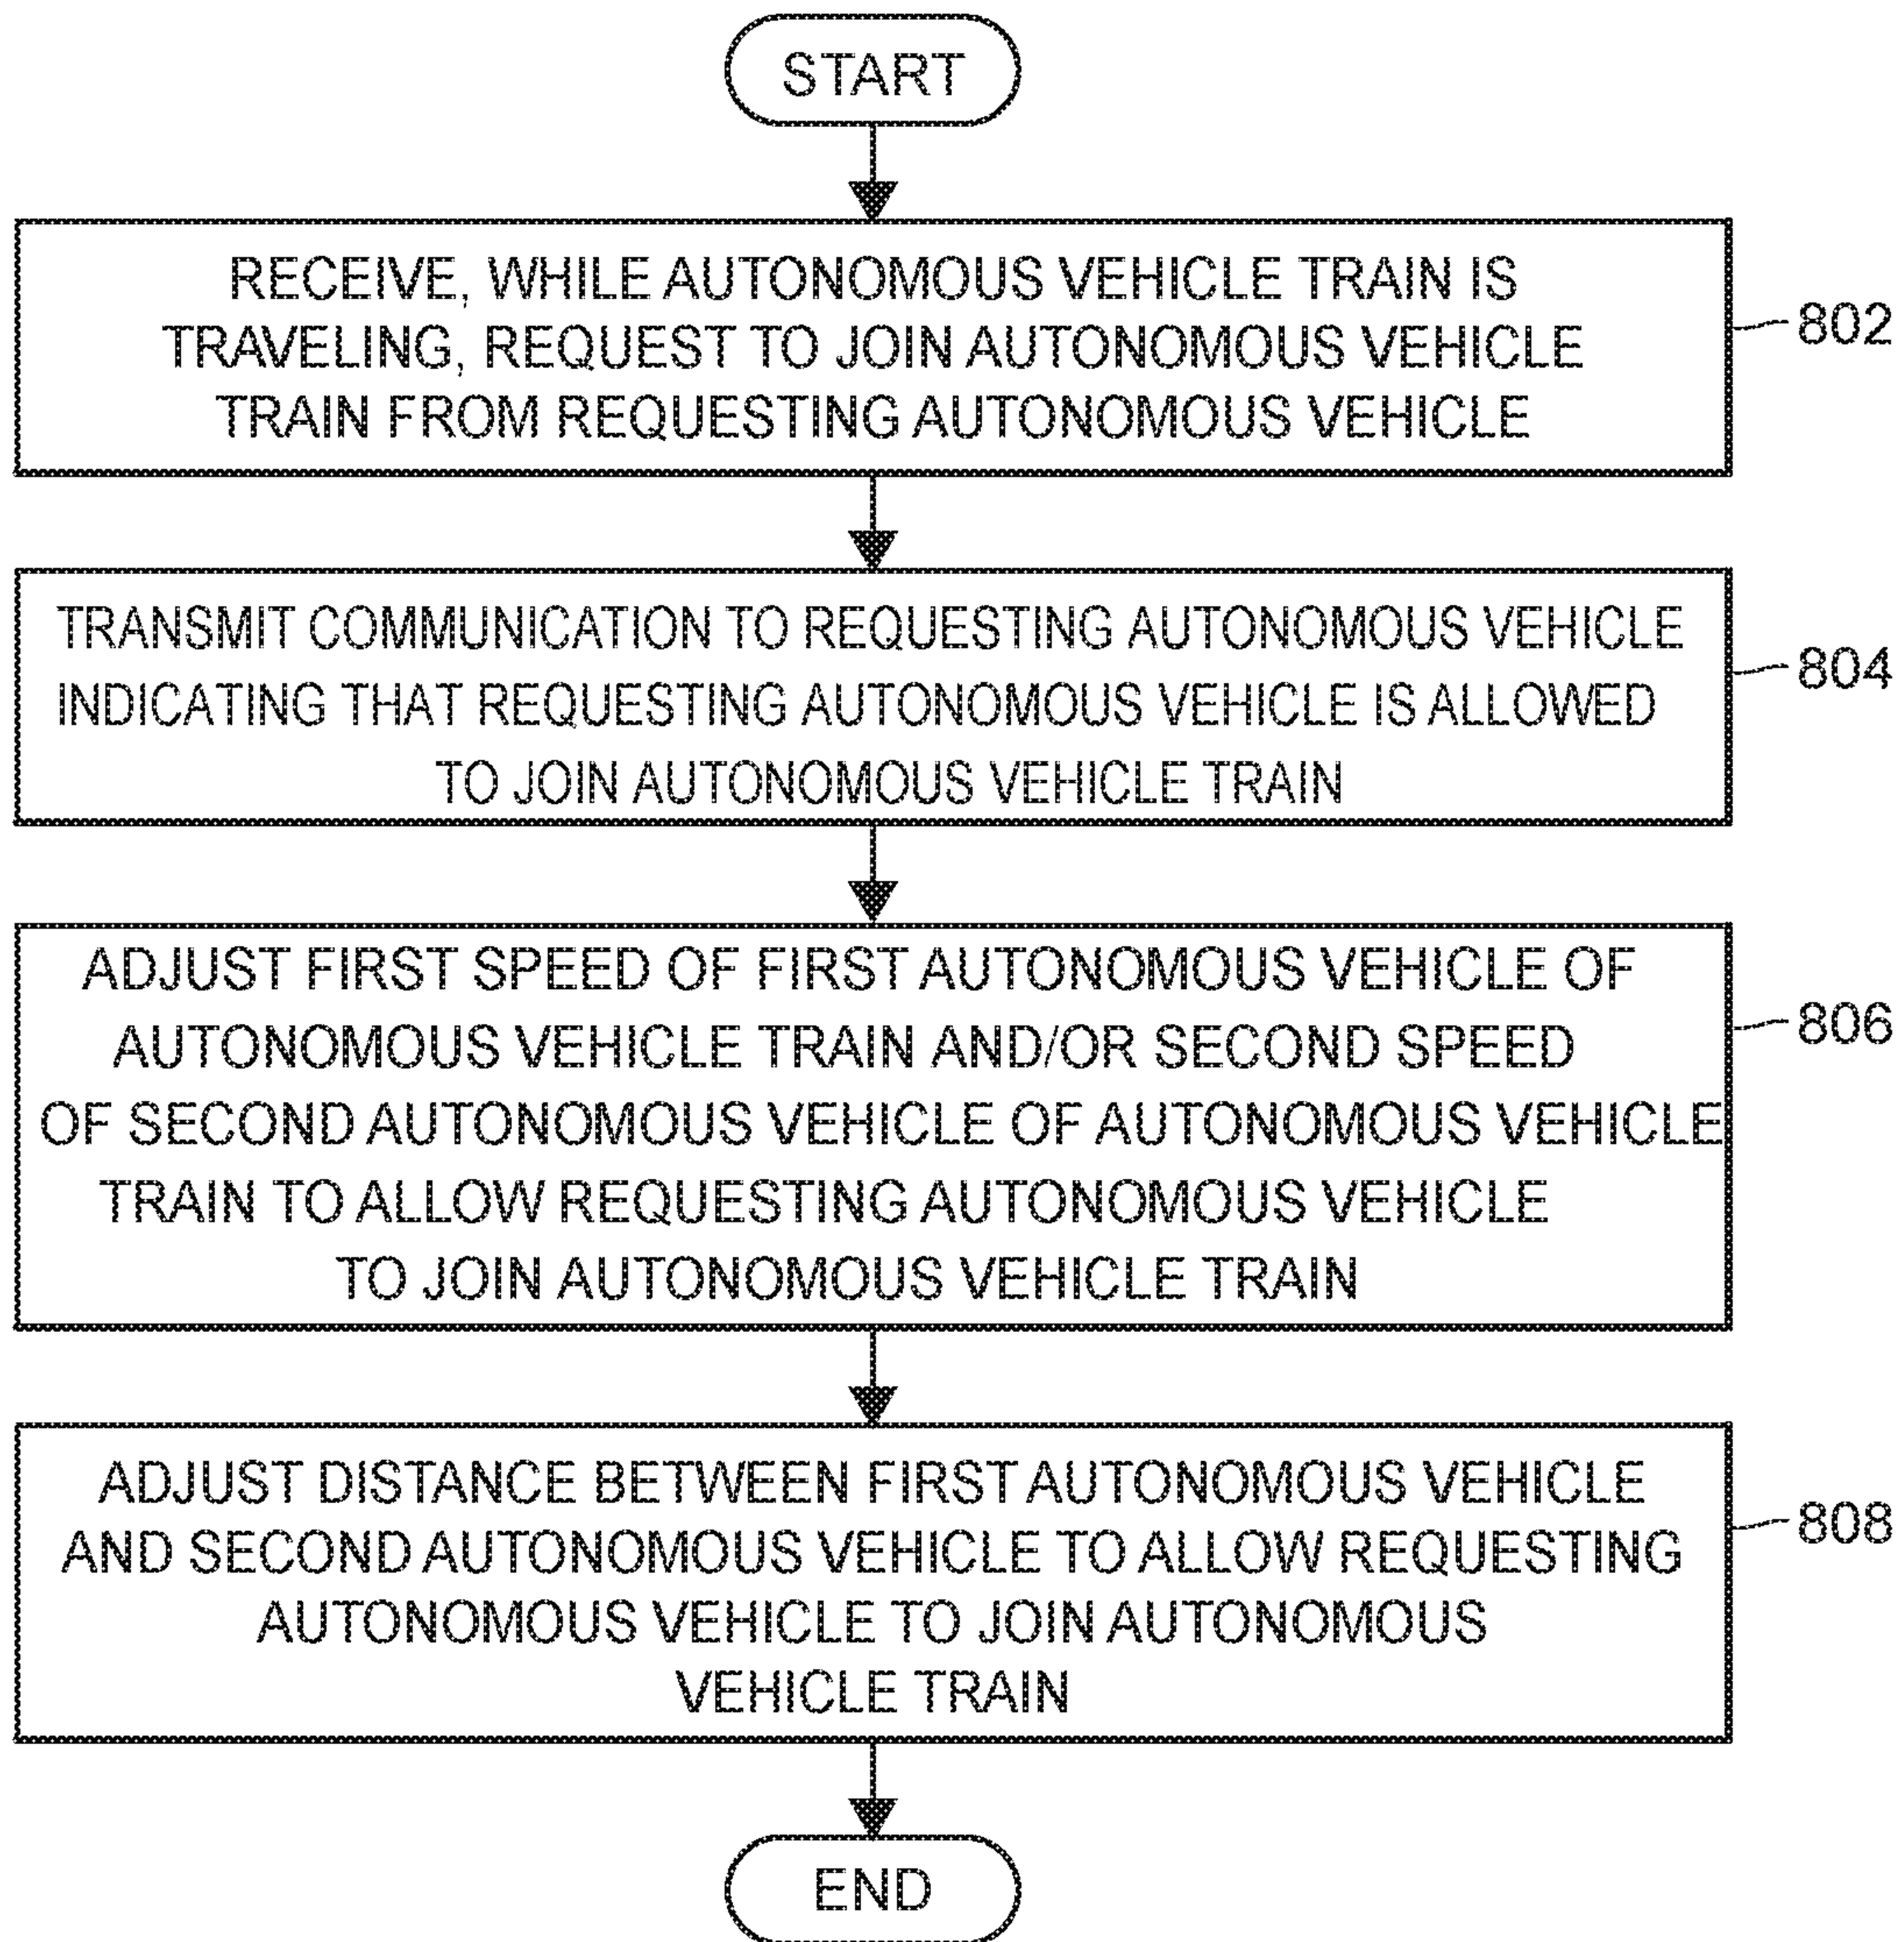 START
RECEIVE, WHILE AUTONOMOUS VEHICLE TRAIN IS
TRAVELING, REQUEST TO JOIN AUTONOMOUS VEHICLE
TRAIN FROM REQUESTING AUTONOMOUS VEHICLE
802
TRANSMIT COMMUNICATION TO REQUESTING AUTONOMOUS VEHICLE
INDICATING THAT REQUESTING AUTONOMOUS VEHICLE IS ALLOWED
TO JOIN AUTONOMOUS VEHICLE TRAIN
804
ADJUST FIRST SPEED OF FIRST AUTONOMOUS VEHICLE OF
AUTONOMOUS VEHICLE TRAIN AND/OR SECOND SPEED
OF SECOND AUTONOMOUS VEHICLE OF AUTONOMOUS VEHICLE
TRAIN TO ALLOW REQUESTING AUTONOMOUS VEHICLE
TO JOIN AUTONOMOUS VEHICLE TRAIN
806
ADJUST DISTANCE BETWEEN FIRST AUTONOMOUS VEHICLE
AND SECOND AUTONOMOUS VEHICLE TO ALLOW REQUESTING
AUTONOMOUS VEHICLE TO JOIN AUTONOMOUS
VEHICLE TRAIN
808
END